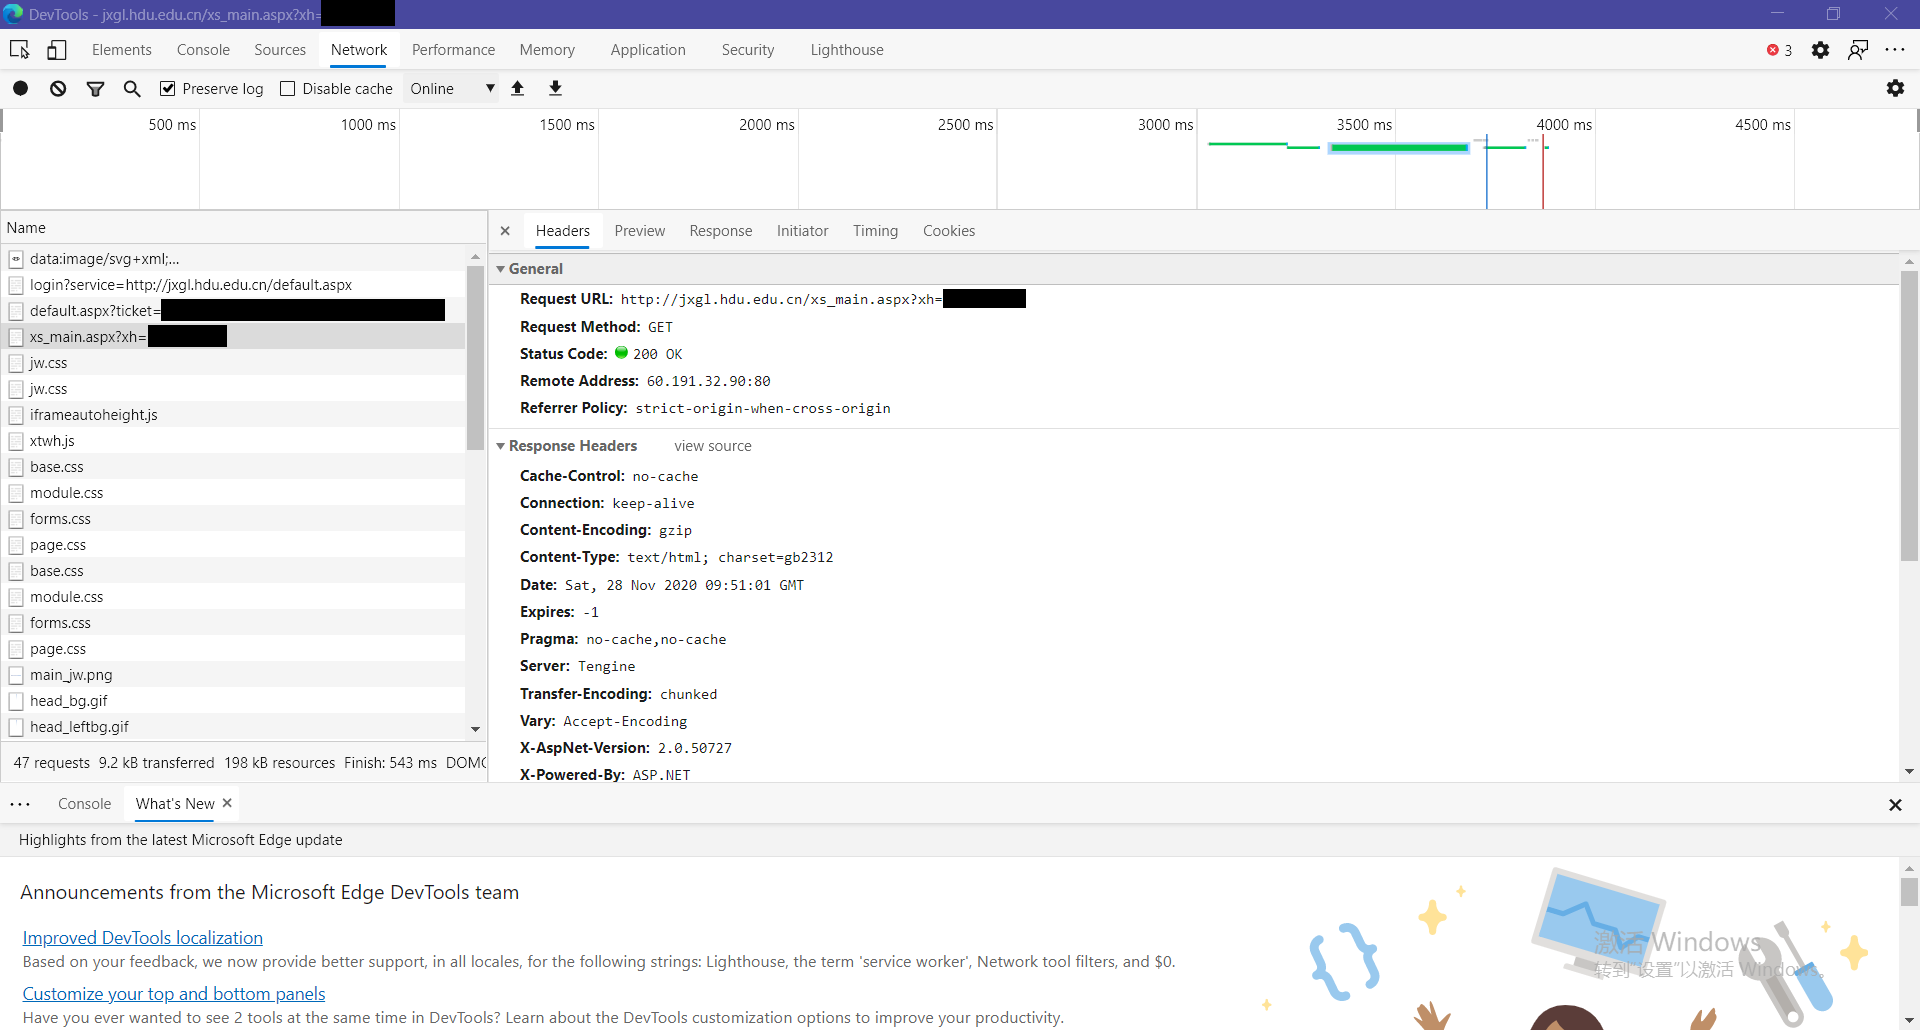 DevTools - jxgl.hdu.edu.cn/xs_main.aspx?xh=
Elements Console Sources Network Performance Memory Application Security Lighthouse 3
Preserve log Disable cache Online
500 ms 1000 ms 1500 ms 2000 ms 2500 ms 3000 ms 3500 ms 4000 ms 4500 ms
Name
data:image/svg+xml;...
login?service=http://jxgl.hdu.edu.cn/default.aspx
default.aspx?ticket=
xs_main.aspx?xh=
jw.css
jw.css
iframeautoheight.js
xtwh.js
base.css
module.css
forms.css
page.css
base.css
module.css
forms.css
page.css
main_jw.png
head_bg.gif
head_leftbg.gif
47 requests 9.2 kB transferred 198 kB resources Finish: 543 ms DOMC
Headers Preview Response Initiator Timing Cookies
General
Request URL: http://jxgl.hdu.edu.cn/xs_main.aspx?xh=
Request Method: GET
Status Code: 200 OK
Remote Address: 60.191.32.90:80
Referrer Policy: strict-origin-when-cross-origin
Response Headers view source
Cache-Control: no-cache
Connection: keep-alive
Content-Encoding: gzip
Content-Type: text/html; charset=gb2312
Date: Sat, 28 Nov 2020 09:51:01 GMT
Expires: -1
Pragma: no-cache,no-cache
Server: Tengine
Transfer-Encoding: chunked
Vary: Accept-Encoding
X-AspNet-Version: 2.0.50727
X-Powered-By: ASP.NET
Console What's New
Highlights from the latest Microsoft Edge update
Announcements from the Microsoft Edge DevTools team
Improved DevTools localization
Based on your feedback, we now provide better support, in all locales, for the following strings: Lighthouse, the term 'service worker', Network tool filters, and $0.
Customize your top and bottom panels
Have you ever wanted to see 2 tools at the same time in DevTools? Learn about the DevTools customization options to improve your productivity.
激活 Windows
转到"设置"以激活 Windows。